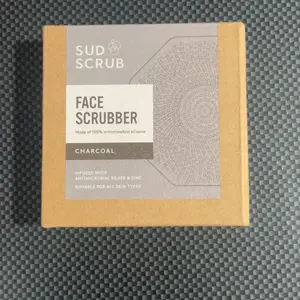 SUD
SCRUB
FACE
SCRUBBER
Made of 100% antimicrobial silicone
CHARCOAL
INFUSED WITH
ANTIMICROBIAL SILVER & ZINC
SUITABLE FOR ALL SKIN TYPES